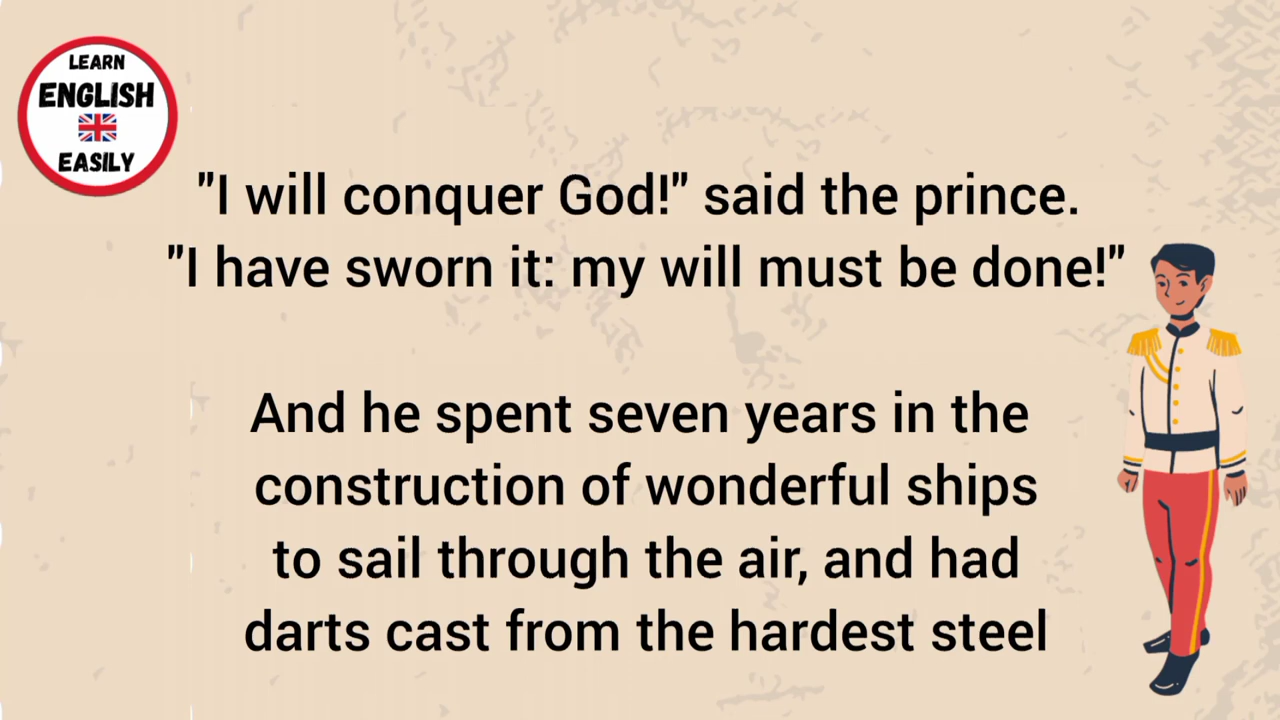 LEARN
ENGLISH
EASILY
"I will conquer God!" said the prince.
"I have sworn it: my will must be done!"
And he spent seven years in the
construction of wonderful ships
to sail through the air, and had
darts cast from the hardest steel